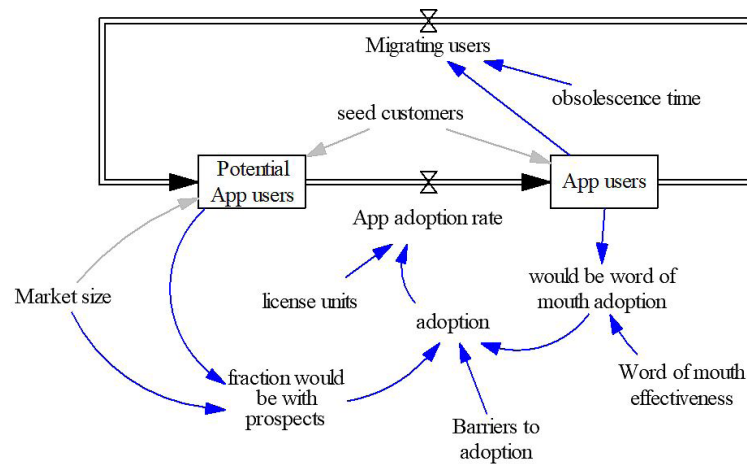 Migrating users
obsolescence time
seed customers
Potential
App users
App users
App adoption rate
Market size
license units
would be word of
mouth adoption
adoption
fraction would
be with
prospects
Word of mouth
effectiveness
Barriers to
adoption